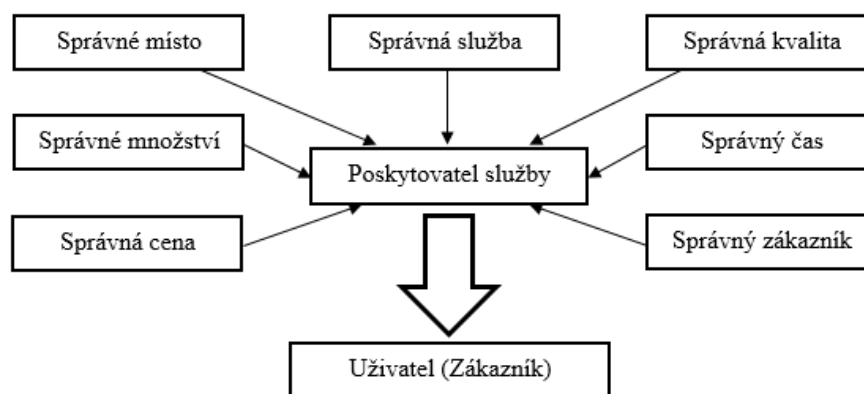 Správné místo
Správná služba
Správná kvalita
Správné množství
Správný čas
Poskytovatel služby
Správná cena
Správný zákazník
Uživatel (Zákazník)